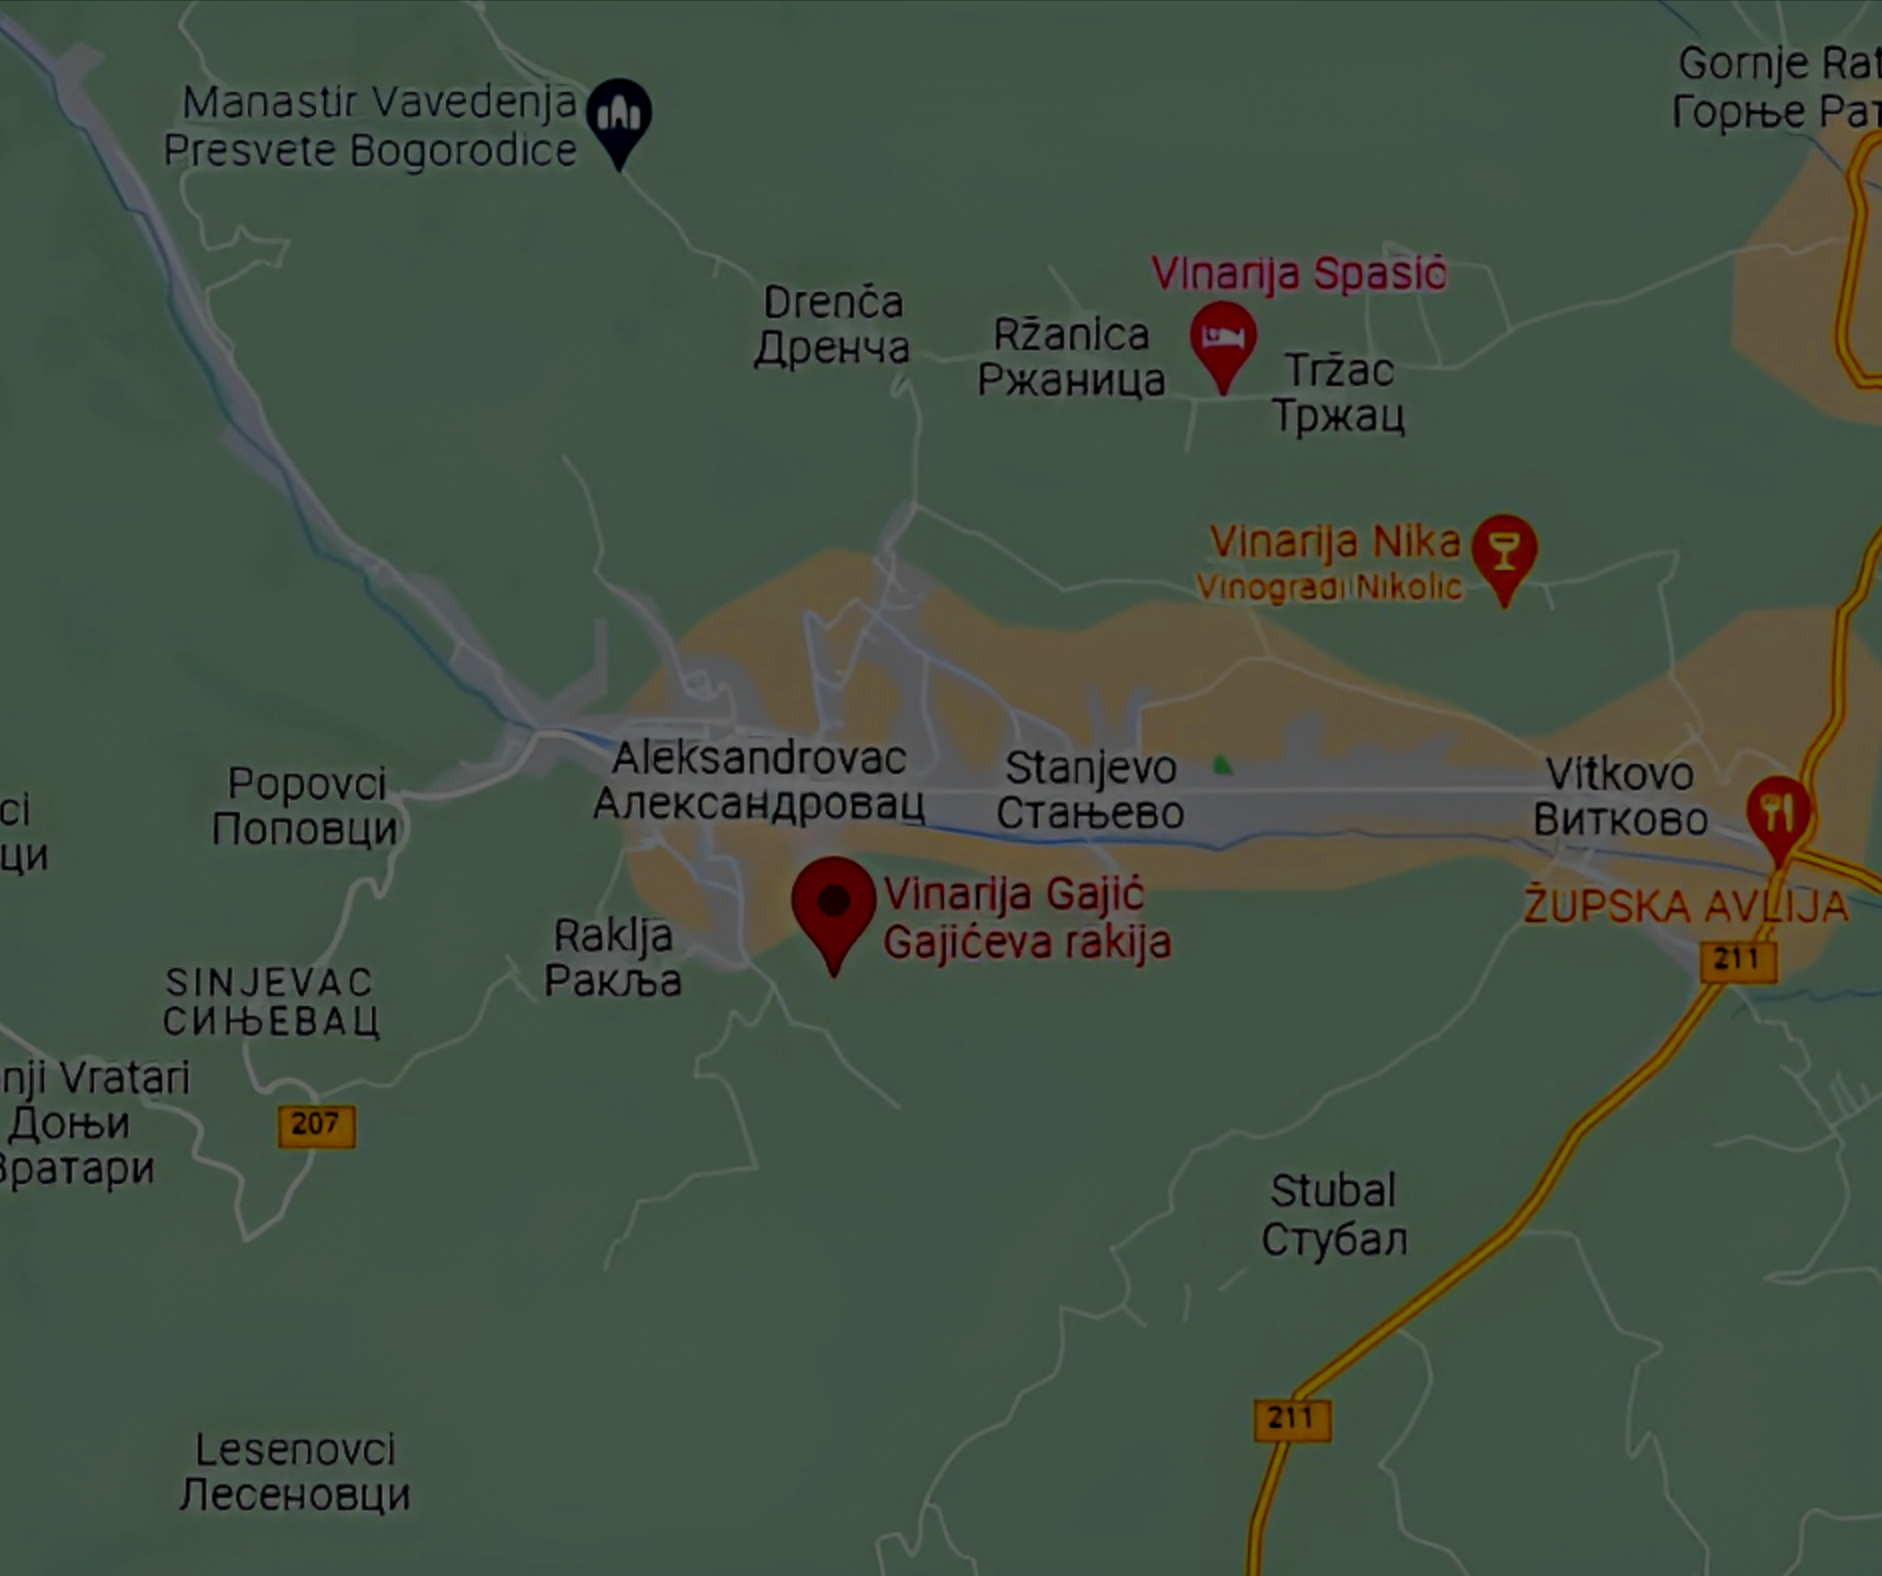 Manastir Vavedenja
Presvete Bogorodice
Gornje Rat
Горње Рат
Vinarija Spasić
Drenča
Дренча
Ržanica
Ржаница
Tržac
Тржац
Vinarija Nika
Vinogradi Nikolic
Aleksandrovac
Александровац
Stanjevo
Стањево
Vitkovo
Витково
Popovci
Поповци
ci
ци
Vinarija Gajić
Gajićeva rakija
ŽUPSKA AVLIJA
Raklja
Ракља
211
SINJEVAC
СИЊЕВАЦ
nji Vratari
Доњи
Вратари
207
Stubal
Стубал
211
Lesenovci
Лесеновци